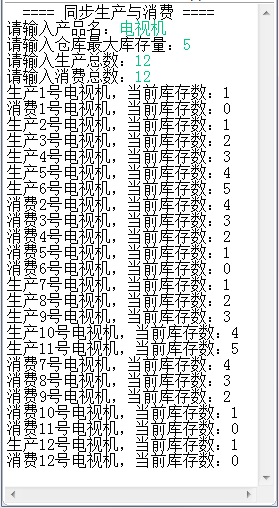 ==== 同步生产与消费 ====
请输入产品名：电视机
请输入仓库最大库存量：5
请输入生产总数：12
请输入消费总数：12
生产1号电视机，当前库存数：1
消费1号电视机，当前库存数：0
生产2号电视机，当前库存数：1
生产3号电视机，当前库存数：2
生产4号电视机，当前库存数：3
生产5号电视机，当前库存数：4
生产6号电视机，当前库存数：5
消费2号电视机，当前库存数：4
消费3号电视机，当前库存数：3
消费4号电视机，当前库存数：2
消费5号电视机，当前库存数：1
消费6号电视机，当前库存数：0
生产7号电视机，当前库存数：1
生产8号电视机，当前库存数：2
生产9号电视机，当前库存数：3
生产10号电视机，当前库存数：4
生产11号电视机，当前库存数：5
消费7号电视机，当前库存数：4
消费8号电视机，当前库存数：3
消费9号电视机，当前库存数：2
消费10号电视机，当前库存数：1
消费11号电视机，当前库存数：0
生产12号电视机，当前库存数：1
消费12号电视机，当前库存数：0